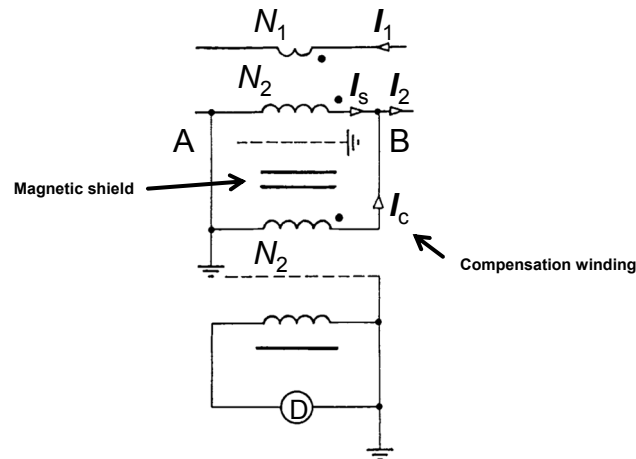 N1
I1
N2
Is
I2
A
B
Magnetic shield
Ic
N2
Compensation winding
D